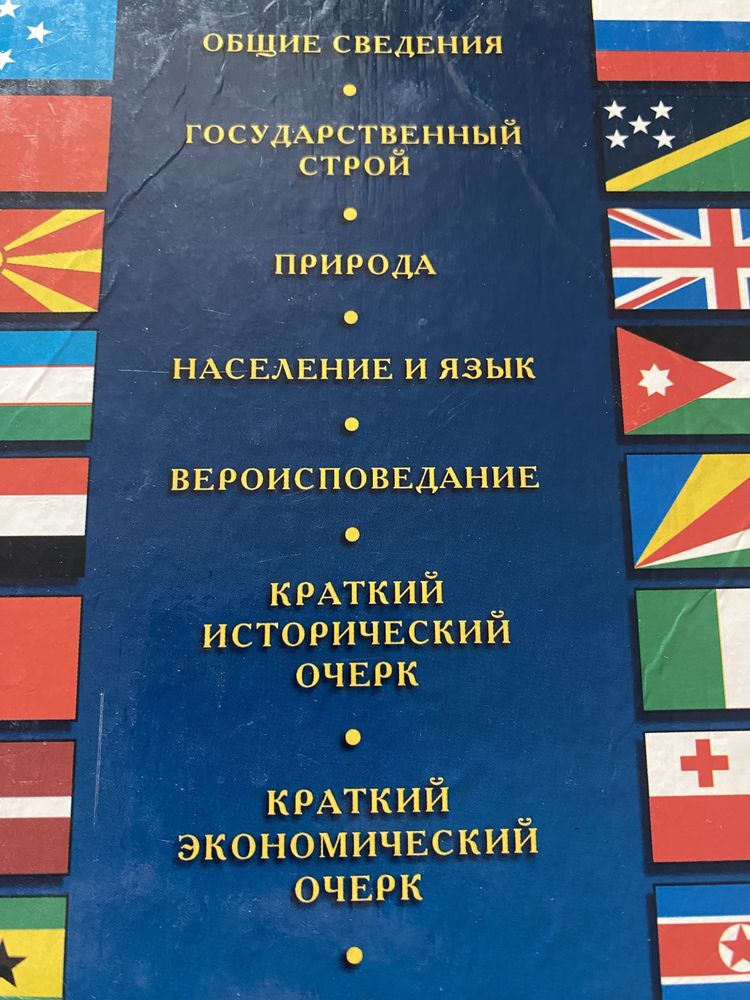 ОБЩИЕ СВЕДЕНИЯ
ГОСУДАРСТВЕННЫЙ
СТРОЙ
ПРИРОДА
НАСЕЛЕНИЕ И ЯЗЫК
ВЕРОИСПОВЕДАНИЕ
КРАТКИЙ
ИСТОРИЧЕСКИЙ
ОЧЕРК
КРАТКИЙ
ЭКОНОМИЧЕСКИЙ
ОЧЕРК